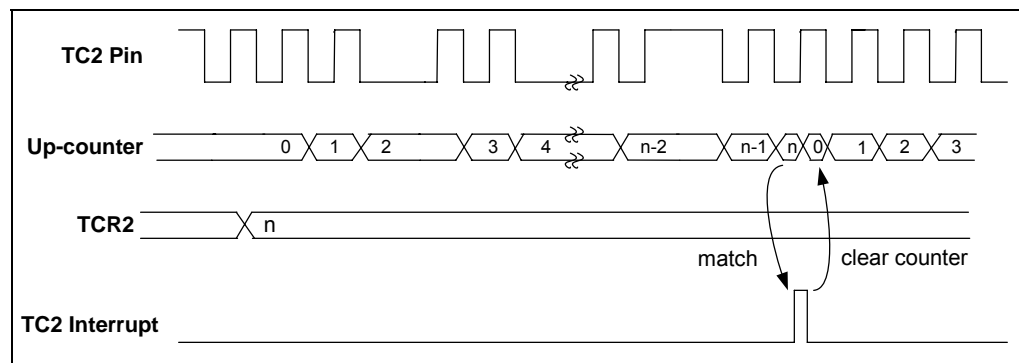 TC2 Pin
Up-counter 0 1 2 3 4 n-2 n-1 n 0 1 2 3
TCR2 n
match clear counter
TC2 Interrupt